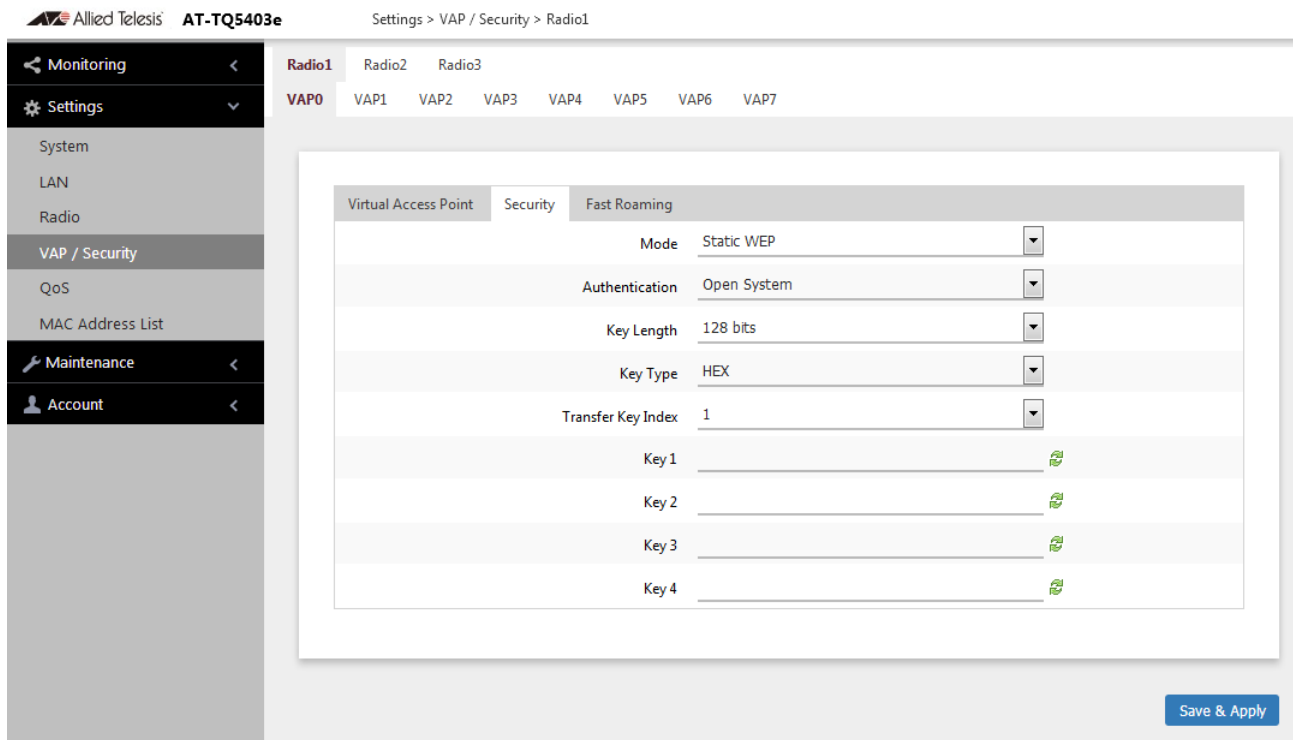 Allied Telesis AT-TQ5403e Settings > VAP / Security > Radio1
Monitoring
Radio1 Radio2 Radio3
Settings
VAP0 VAP1 VAP2 VAP3 VAP4 VAP5 VAP6 VAP7
System
LAN
Radio
VAP / Security
QoS
MAC Address List
Maintenance
Account
Virtual Access Point Security Fast Roaming
Mode Static WEP
Authentication Open System
Key Length 128 bits
Key Type HEX
Transfer Key Index 1
Key 1
Key 2
Key 3
Key 4
Save & Apply